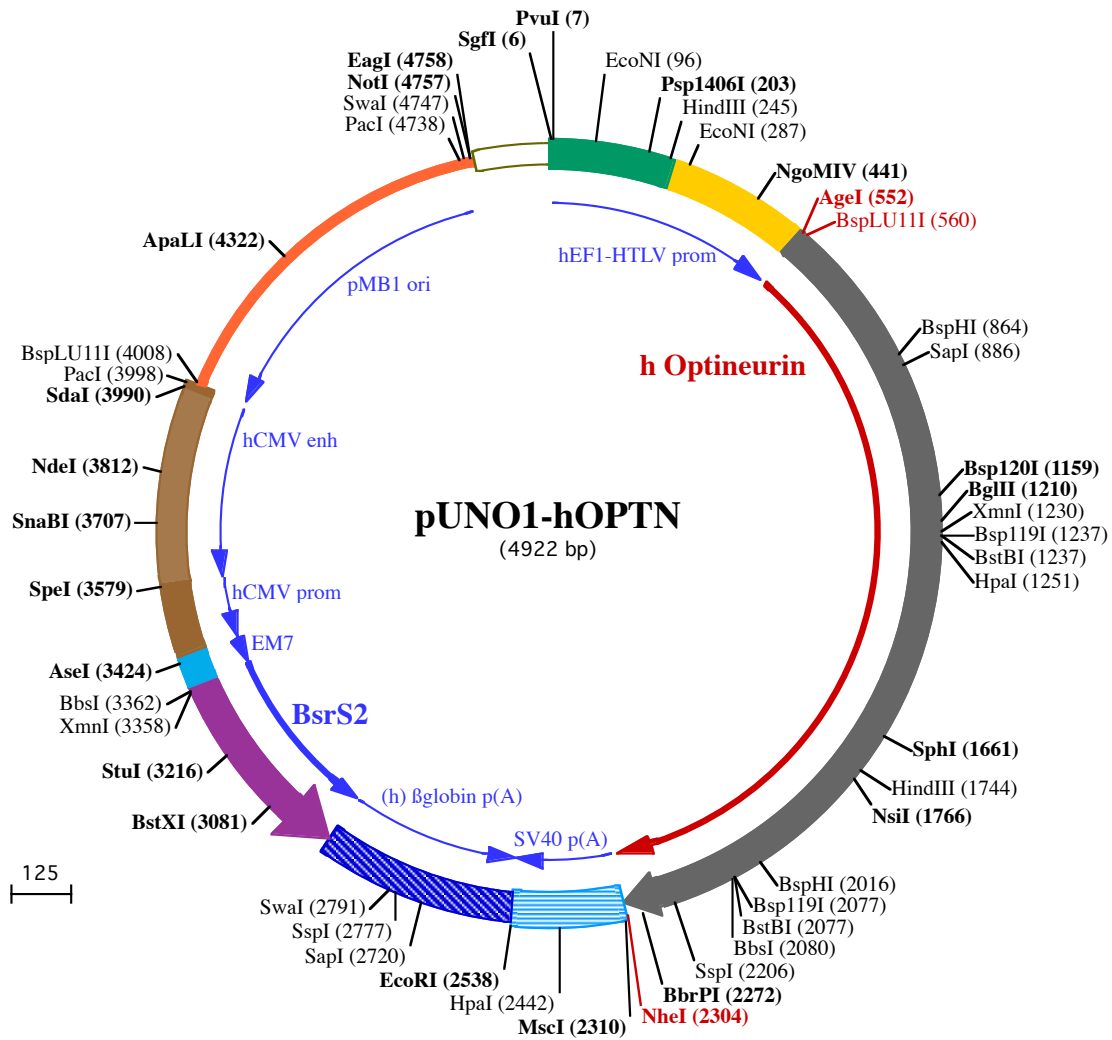 PvuI (7)
SgfI (6)
EagI (4758)
NotI (4757)
SwaI (4747)
PacI (4738)
EcoNI (96)
Psp1406I (203)
HindIII (245)
EcoNI (287)
NgoMIV (441)
AgeI (552)
BspLU11I (560)
ApaLI (4322)
hEF1-HTLV prom
pMB1 ori
BspHI (864)
SapI (886)
BspLU11I (4008)
PacI (3998)
SdaI (3990)
h Optineurin
hCMV enh
NdeI (3812)
SnaBI (3707)
SpeI (3579)
pUNO1-hOPTN
(4922 bp)
Bsp120I (1159)
BglII (1210)
XmnI (1230)
Bsp119I (1237)
BstBI (1237)
HpaI (1251)
hCMV prom
EM7
AseI (3424)
BbsI (3362)
XmnI (3358)
BsrS2
StuI (3216)
BstXI (3081)
SphI (1661)
HindIII (1744)
NsiI (1766)
(h) ßglobin p(A)
SV40 p(A)
125
BspHI (2016)
Bsp119I (2077)
BstBI (2077)
BbsI (2080)
SspI (2206)
BbrPI (2272)
NheI (2304)
MscI (2310)
HpaI (2442)
EcoRI (2538)
SapI (2720)
SspI (2777)
SwaI (2791)